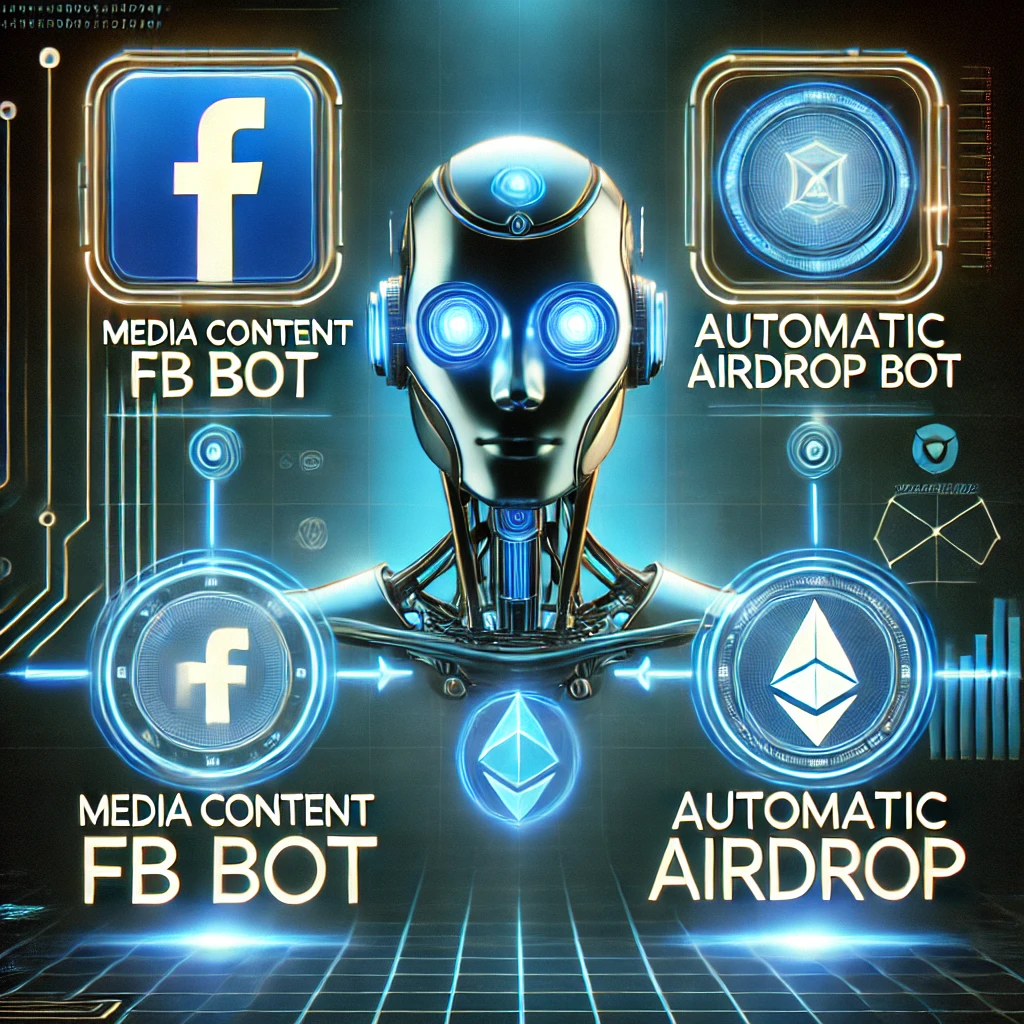 MEDIA CONTENT
FB BOT
AUTOMATIC
AIRDROP BOT
MEDIA CONTENT
FB BOT
AUTOMATIC
AIRDROP